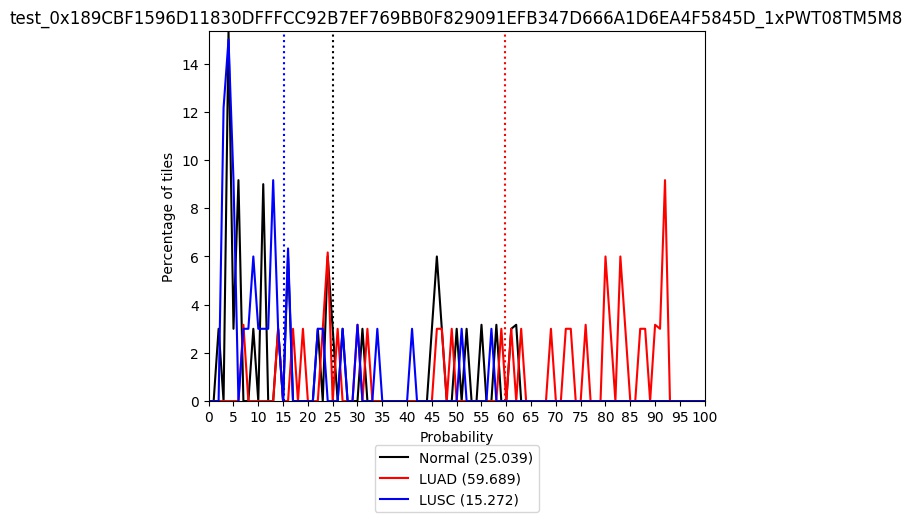 test_0x189CBF1596D11830DFFFCC92B7EF769BB0F829091EFB347D666A1D6EA4F5845D_1xPWT08TM5M8
14
12
10
8
6
4
2
0
Percentage of tiles
0 5 10 15 20 25 30 35 40 45 50 55 60 65 70 75 80 85 90 95 100
Probability
Normal (25.039)
LUAD (59.689)
LUSC (15.272)